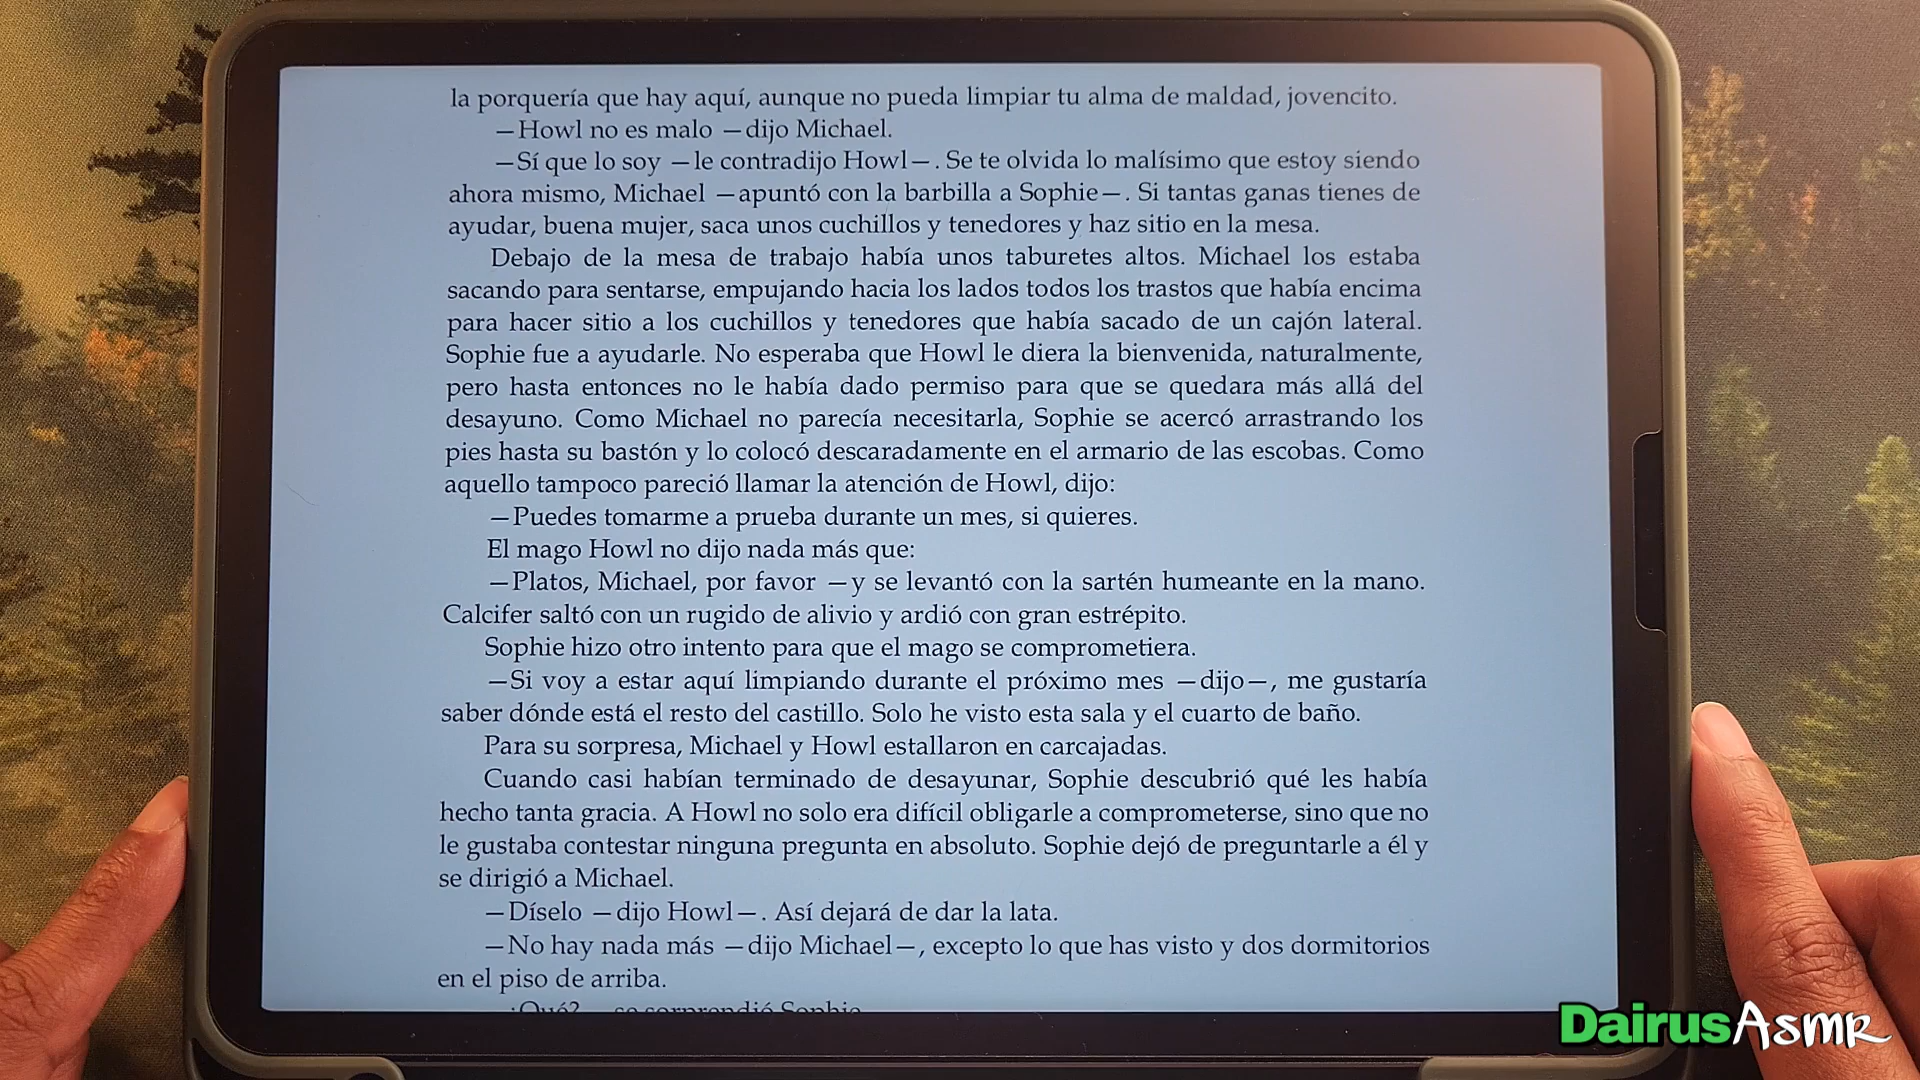 la porquería que hay aquí, aunque no pueda limpiar tu alma de maldad, jovencito.
—Howl no es malo —dijo Michael.
—Sí que lo soy —le contradijo Howl—. Se te olvida lo malísimo que estoy siendo
ahora mismo, Michael —apuntó con la barbilla a Sophie—. Si tantas ganas tienes de
ayudar, buena mujer, saca unos cuchillos y tenedores y haz sitio en la mesa.
Debajo de la mesa de trabajo había unos taburetes altos. Michael los estaba
sacando para sentarse, empujando hacia los lados todos los trastos que había encima
para hacer sitio a los cuchillos y tenedores que había sacado de un cajón lateral.
Sophie fue a ayudarle. No esperaba que Howl le diera la bienvenida, naturalmente,
pero hasta entonces no le había dado permiso para que se quedara más allá del
desayuno. Como Michael no parecía necesitarla, Sophie se acercó arrastrando los
pies hasta su bastón y lo colocó descaradamente en el armario de las escobas. Como
aquello tampoco pareció llamar la atención de Howl, dijo:
—Puedes tomarme a prueba durante un mes, si quieres.
El mago Howl no dijo nada más que:
—Platos, Michael, por favor —y se levantó con la sartén humeante en la mano.
Calcifer saltó con un rugido de alivio y ardió con gran estrépito.
Sophie hizo otro intento para que el mago se comprometiera.
—Si voy a estar aquí limpiando durante el próximo mes —dijo—, me gustaría
saber dónde está el resto del castillo. Solo he visto esta sala y el cuarto de baño.
Para su sorpresa, Michael y Howl estallaron en carcajadas.
Cuando casi habían terminado de desayunar, Sophie descubrió qué les había
hecho tanta gracia. A Howl no solo era difícil obligarle a comprometerse, sino que no
le gustaba contestar ninguna pregunta en absoluto. Sophie dejó de preguntarle a él y
se dirigió a Michael.
—Díselo —dijo Howl—. Así dejará de dar la lata.
—No hay nada más —dijo Michael—, excepto lo que has visto y dos dormitorios
en el piso de arriba.
¿Qué? —se sorprendió Sophie
DairusAsmr